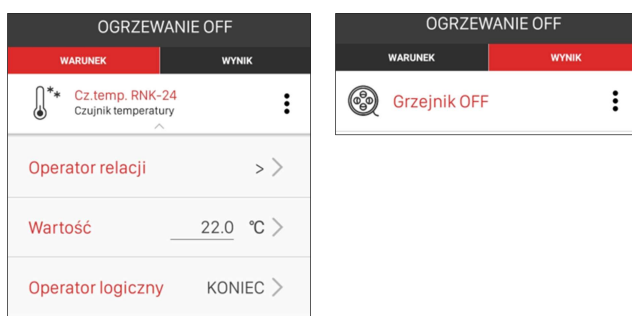 OGRZEWANIE OFF
WARUNEK WYNIK
Cz.temp. RNK-24
Czujnik temperatury
Operator relacji >
Wartość 22.0 °C
Operator logiczny KONIEC
OGRZEWANIE OFF
WARUNEK WYNIK
Grzejnik OFF